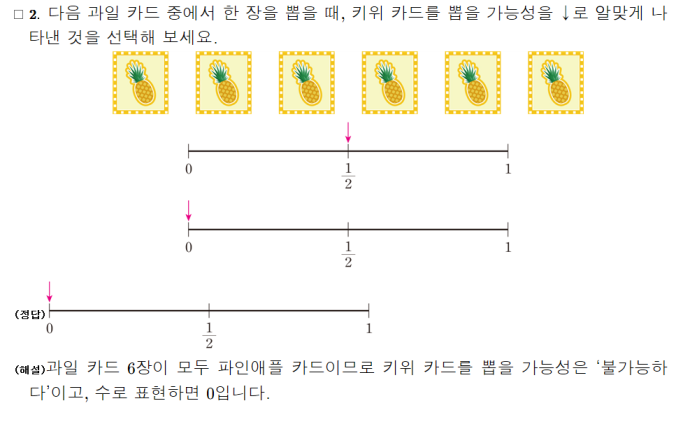 □ 2. 다음 과일 카드 중에서 한 장을 뽑을 때, 키위 카드를 뽑을 가능성을 ↓로 알맞게 나
타낸 것을 선택해 보세요.
0 1/2 1
0 1/2 1
(정답) 0 1/2 1
(해설)과일 카드 6장이 모두 파인애플 카드이므로 키위 카드를 뽑을 가능성은 ‘불가능하
다’이고, 수로 표현하면 0입니다.